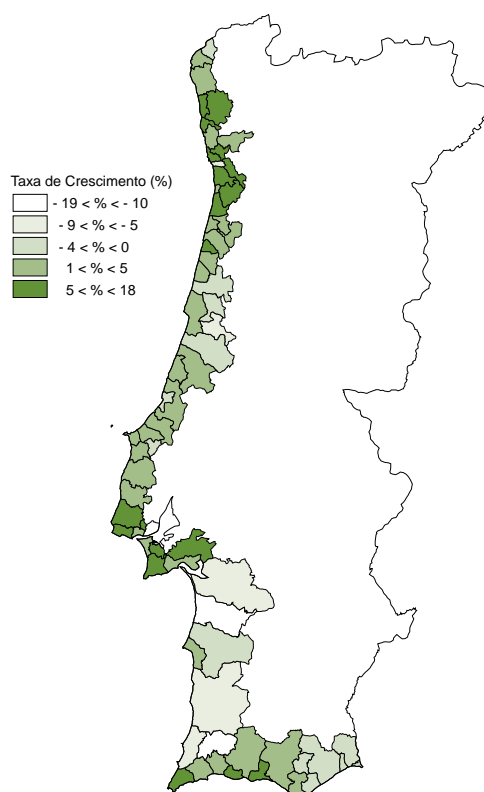 Taxa de Crescimento (%)
- 19 < % < - 10
- 9 < % < - 5
- 4 < % < 0
1 < % < 5
5 < % < 18